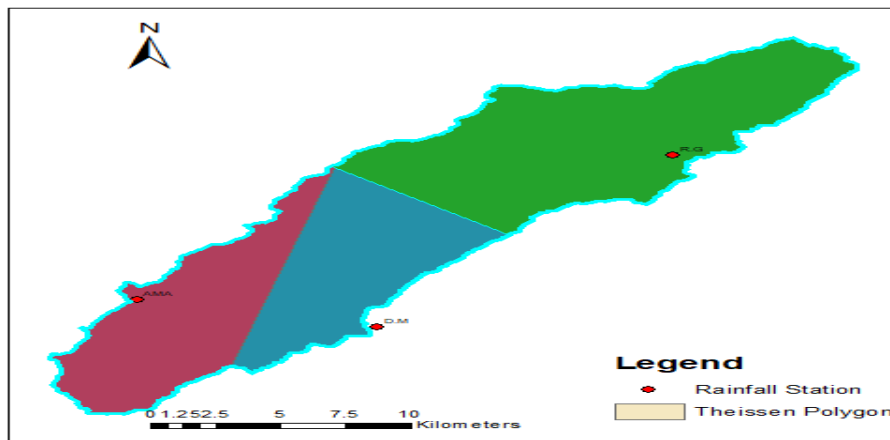 N
R.G
AMA
D.M
Legend
Rainfall Station
Theissen Polygon
0 1.252.5 5 7.5 10
Kilometers